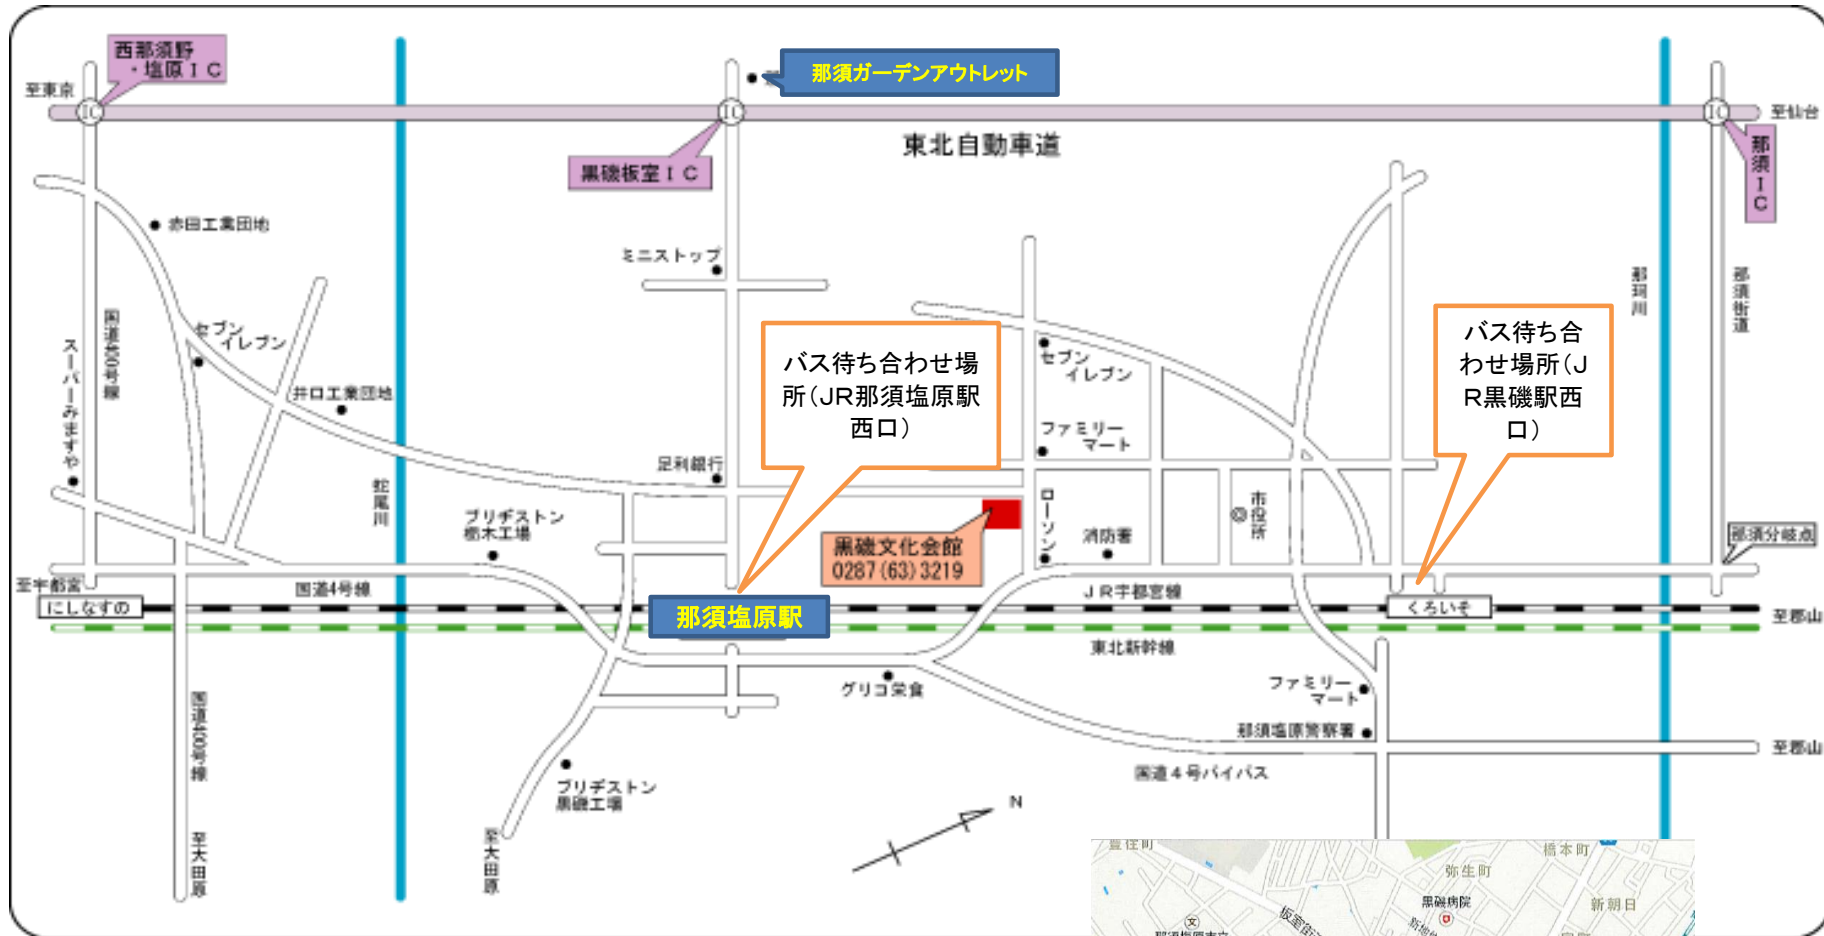 西那須野
・塩原ＩＣ
至東京
IC
那須ガーデンアウトレット
IC
黒磯板室ＩＣ
東北自動車道
IC
至仙台
那須ＩＣ
赤田工業団地
ミニストップ
国道400号線
セブン
イレブン
スーパーみますや
井口工業団地
バス待ち合わせ場
所（ＪＲ那須塩原駅
西口）
セブン
イレブン
バス待ち合
わせ場所（Ｊ
Ｒ黒磯駅西
口）
那珂川
那須街道
ファミリー
マート
足利銀行
蛇尾川
ブリヂストン
栃木工場
ローソン
消防署
市役所
那須分岐点
黒磯文化会館
0287(63)3219
至宇都宮
国道4号線
ＪＲ宇都宮線
にしなすの
那須塩原駅
くろいそ
至郡山
東北新幹線
グリコ栄食
ファミリー
マート
那須塩原警察署
国道400号線
至郡山
国道４号バイパス
ブリヂストン
黒磯工場
N
至大田原
至大田原
豊住町
橋本町
弥生町
黒磯病院
新朝日
文